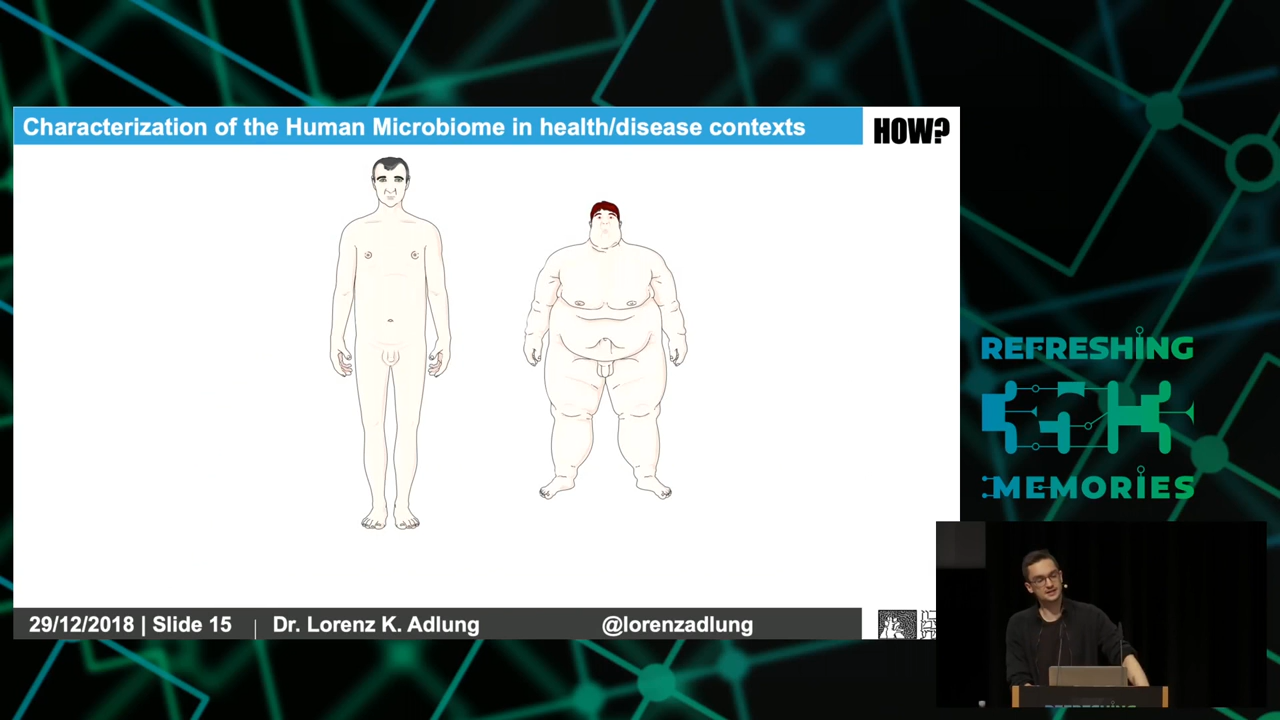 Characterization of the Human Microbiome in health/disease contexts
HOW?
29/12/2018 | Slide 15 | Dr. Lorenz K. Adlung @lorenzadlung
REFRESHING
MEMORIES